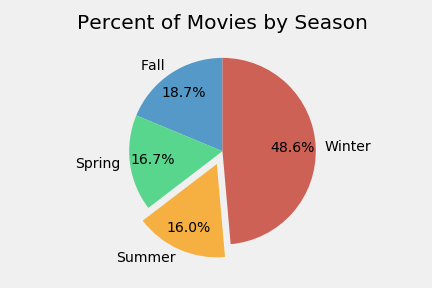 Percent of Movies by Season
Fall
18.7%
48.6%
Winter
16.7%
Spring
16.0%
Summer